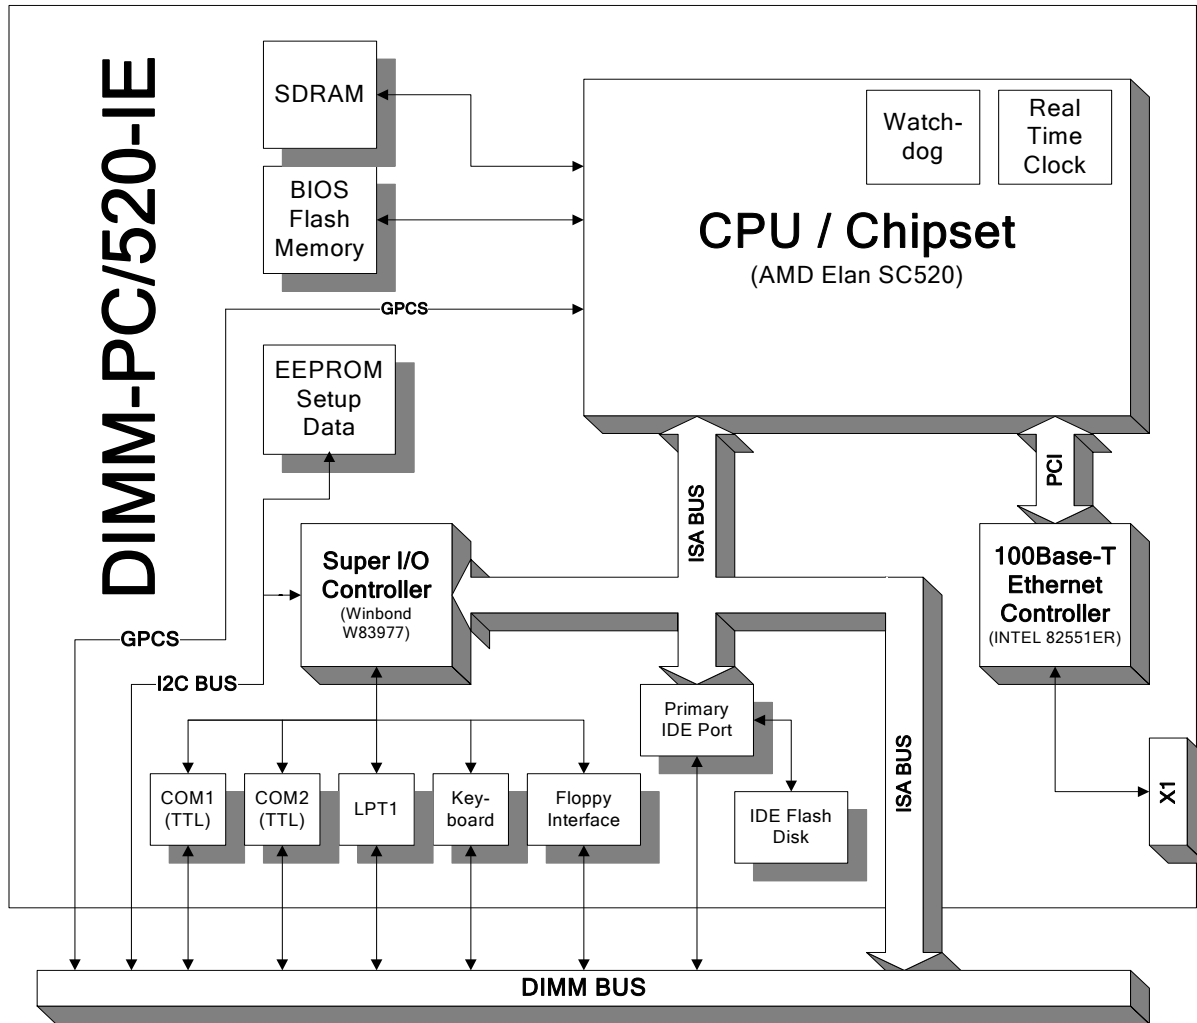 DIMM-PC/520-IE
SDRAM
BIOS
Flash
Memory
Watch-
dog
Real
Time
Clock
CPU / Chipset
(AMD Elan SC520)
GPCS
EEPROM
Setup
Data
ISA BUS
PCI
Super I/O
Controller
(Winbond
W83977)
100Base-T
Ethernet
Controller
(INTEL 82551ER)
GPCS
I2C BUS
Primary
IDE Port
ISA BUS
X1
COM1
(TTL)
COM2
(TTL)
LPT1
Key-
board
Floppy
Interface
IDE Flash
Disk
DIMM BUS